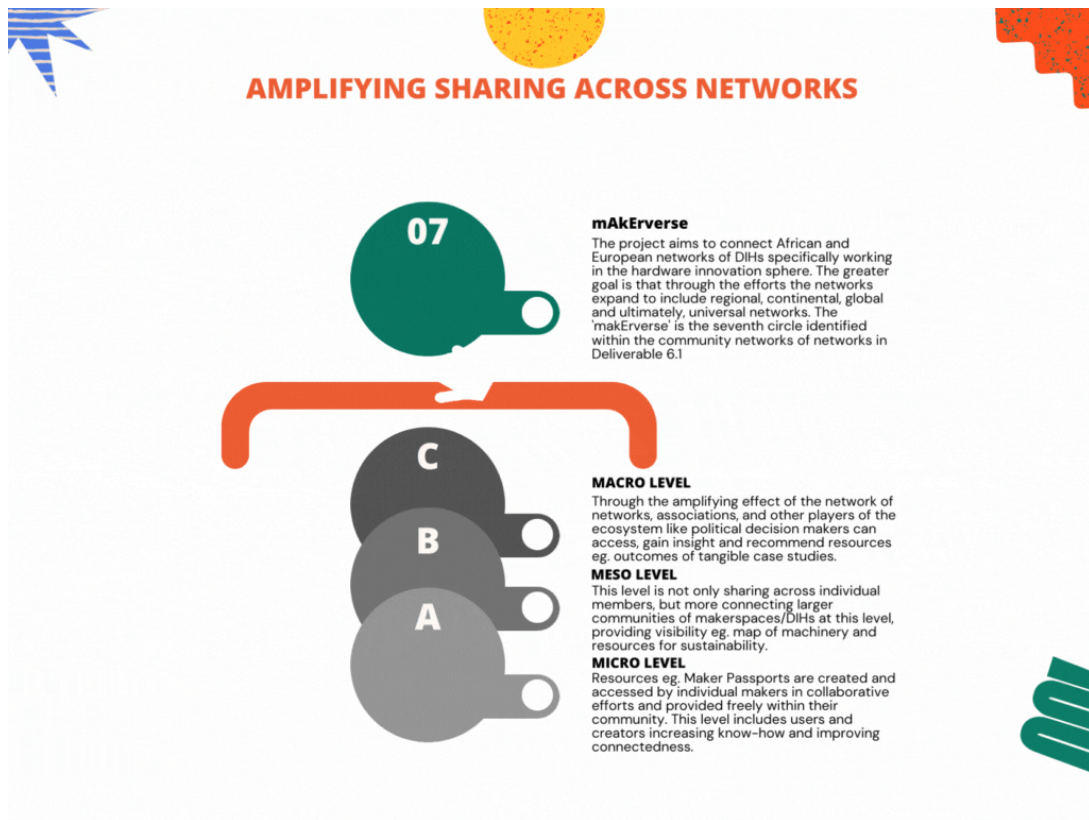 AMPLIFYING SHARING ACROSS NETWORKS
07
mAkErverse
The project aims to connect African and
European networks of DIHs specifically working
in the hardware innovation sphere. The greater
goal is that through the efforts the networks
expand to include regional, continental, global
and ultimately, universal networks. The
'makErverse' is the seventh circle identified
within the community networks of networks in
Deliverable 6.1
C
MACRO LEVEL
Through the amplifying effect of the network of
networks, associations, and other players of the
ecosystem like political decision makers can
access, gain insight and recommend resources
eg. outcomes of tangible case studies.
B
MESO LEVEL
This level is not only sharing across individual
members, but more connecting larger
communities of makerspaces/DIHs at this level,
providing visibility eg. map of machinery and
resources for sustainability.
A
MICRO LEVEL
Resources eg. Maker Passports are created and
accessed by individual makers in collaborative
efforts and provided freely within their
community. This level includes users and
creators increasing know-how and improving
connectedness.